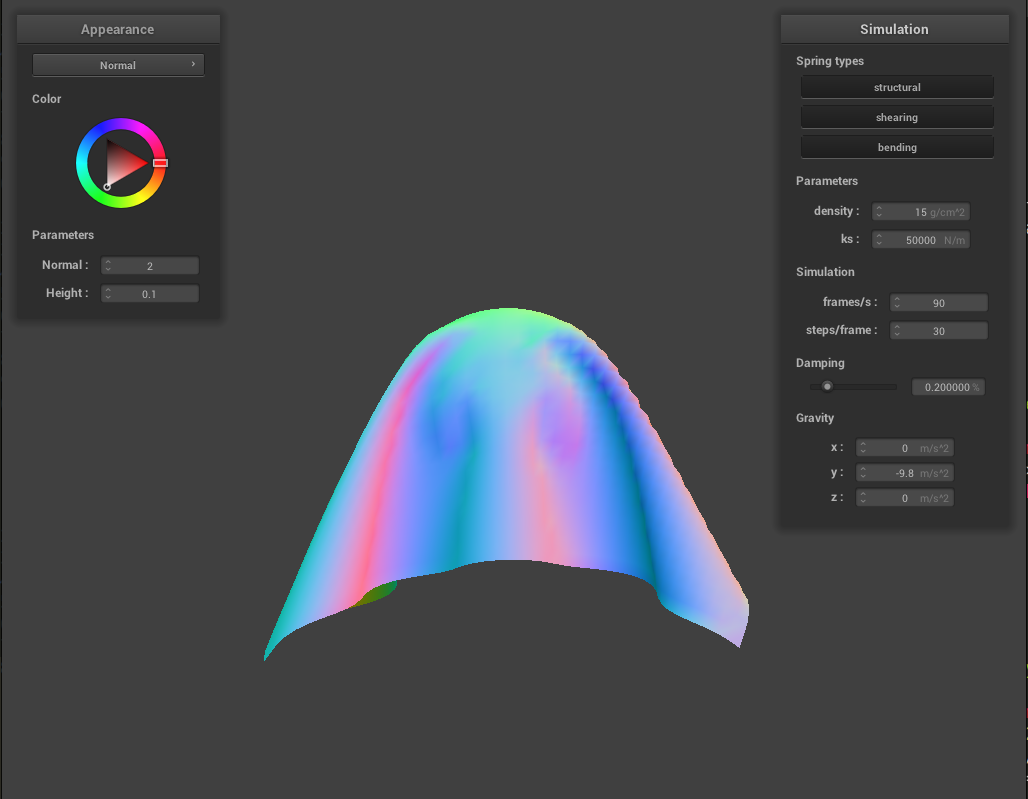 Appearance
Normal ›
Color
Parameters
Normal : 2
Height : 0.1
Simulation
Spring types
structural
shearing
bending
Parameters
density : 15 g/cm^2
ks : 50000 N/m
Simulation
frames/s : 90
steps/frame : 30
Damping
0.200000 %
Gravity
x : 0 m/s^2
y : -9.8 m/s^2
z : 0 m/s^2